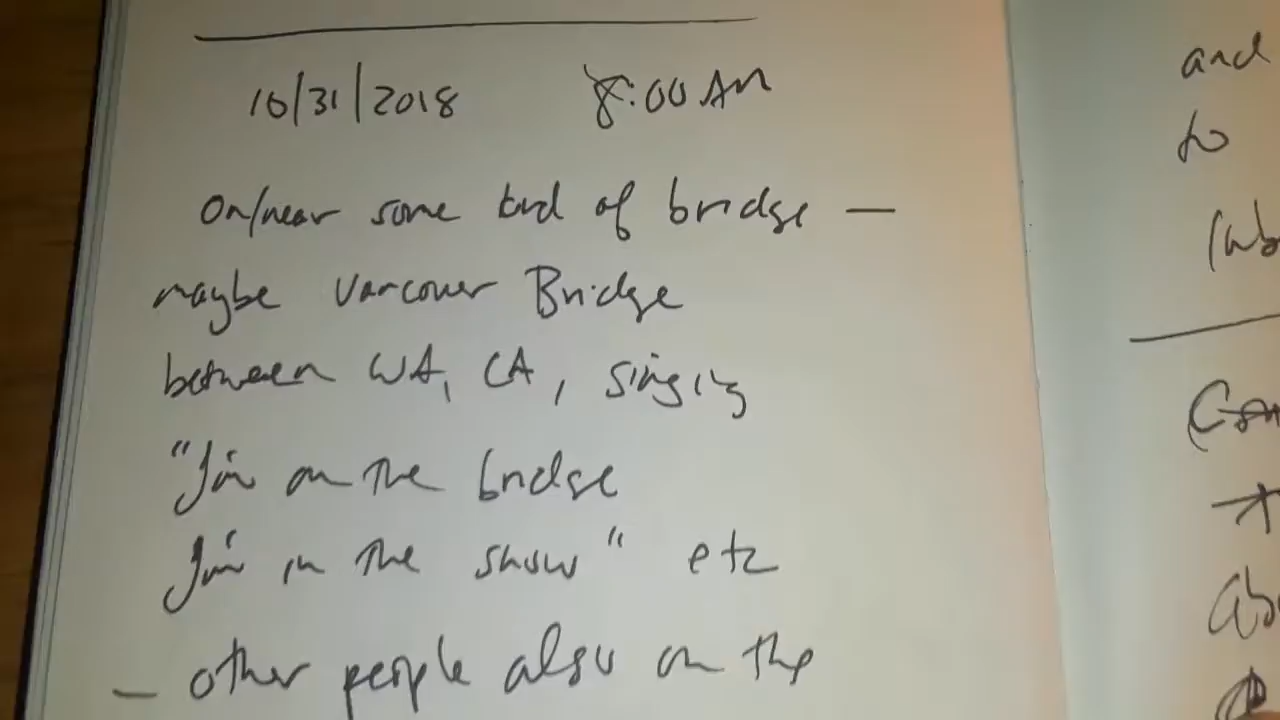 10/31/2018 8:00 AM
On/near some kind of bridge —
maybe Vancouver Bridge
between WA, CA, singing
"Jim on the bridge
Jim in the show" etc
— other people also on the
and
to